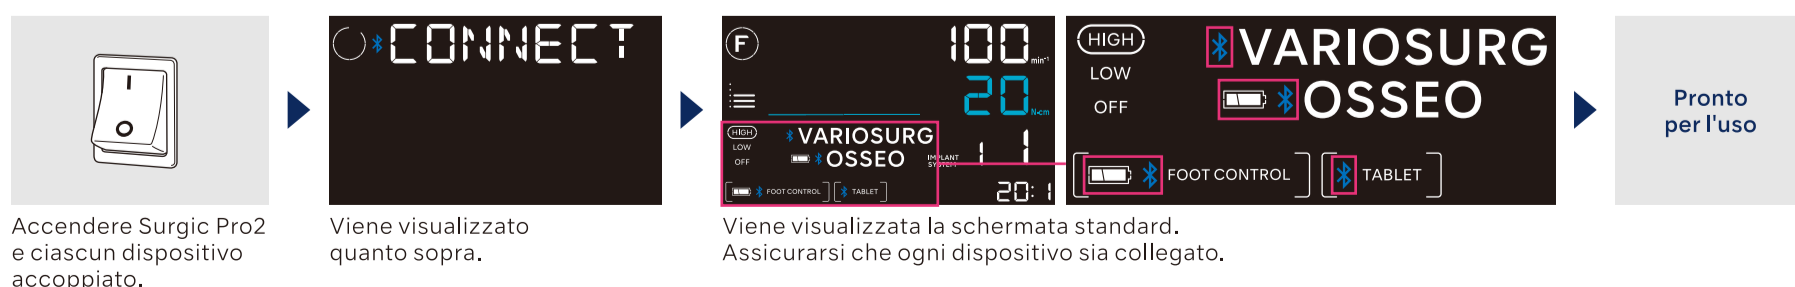 CONNECT
F
100 min⁻¹
20 N•cm
HIGH
LOW
OFF
VARIOSURG
OSSEO
IMPLANT
SYSTEM
1 1
FOOT CONTROL
TABLET
20:1
HIGH
LOW
OFF
VARIOSURG
OSSEO
FOOT CONTROL
TABLET
Pronto
per l'uso
Accendere Surgic Pro2
e ciascun dispositivo
accoppiato.
Viene visualizzato
quanto sopra.
Viene visualizzata la schermata standard.
Assicurarsi che ogni dispositivo sia collegato.